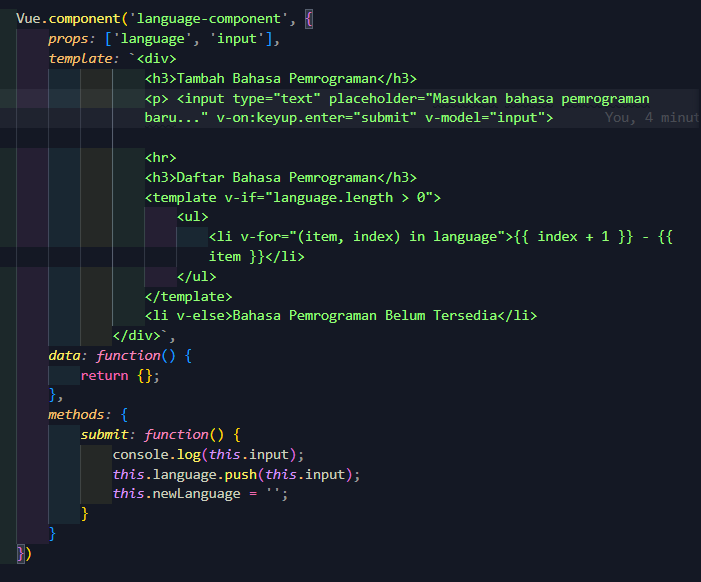 Vue.component('language-component', {
props: ['language', 'input'],
template: `<div>
<h3>Tambah Bahasa Pemrograman</h3>
<p> <input type="text" placeholder="Masukkan bahasa pemrograman
baru..." v-on:keyup.enter="submit" v-model="input"> You, 4 minut
<hr>
<h3>Daftar Bahasa Pemrograman</h3>
<template v-if="language.length > 0">
<ul>
<li v-for="(item, index) in language">{{ index + 1 }} - {{
item }}</li>
</ul>
</template>
<li v-else>Bahasa Pemrograman Belum Tersedia</li>
</div>`,
data: function() {
return {};
},
methods: {
submit: function() {
console.log(this.input);
this.language.push(this.input);
this.newLanguage = '';
}
}
})